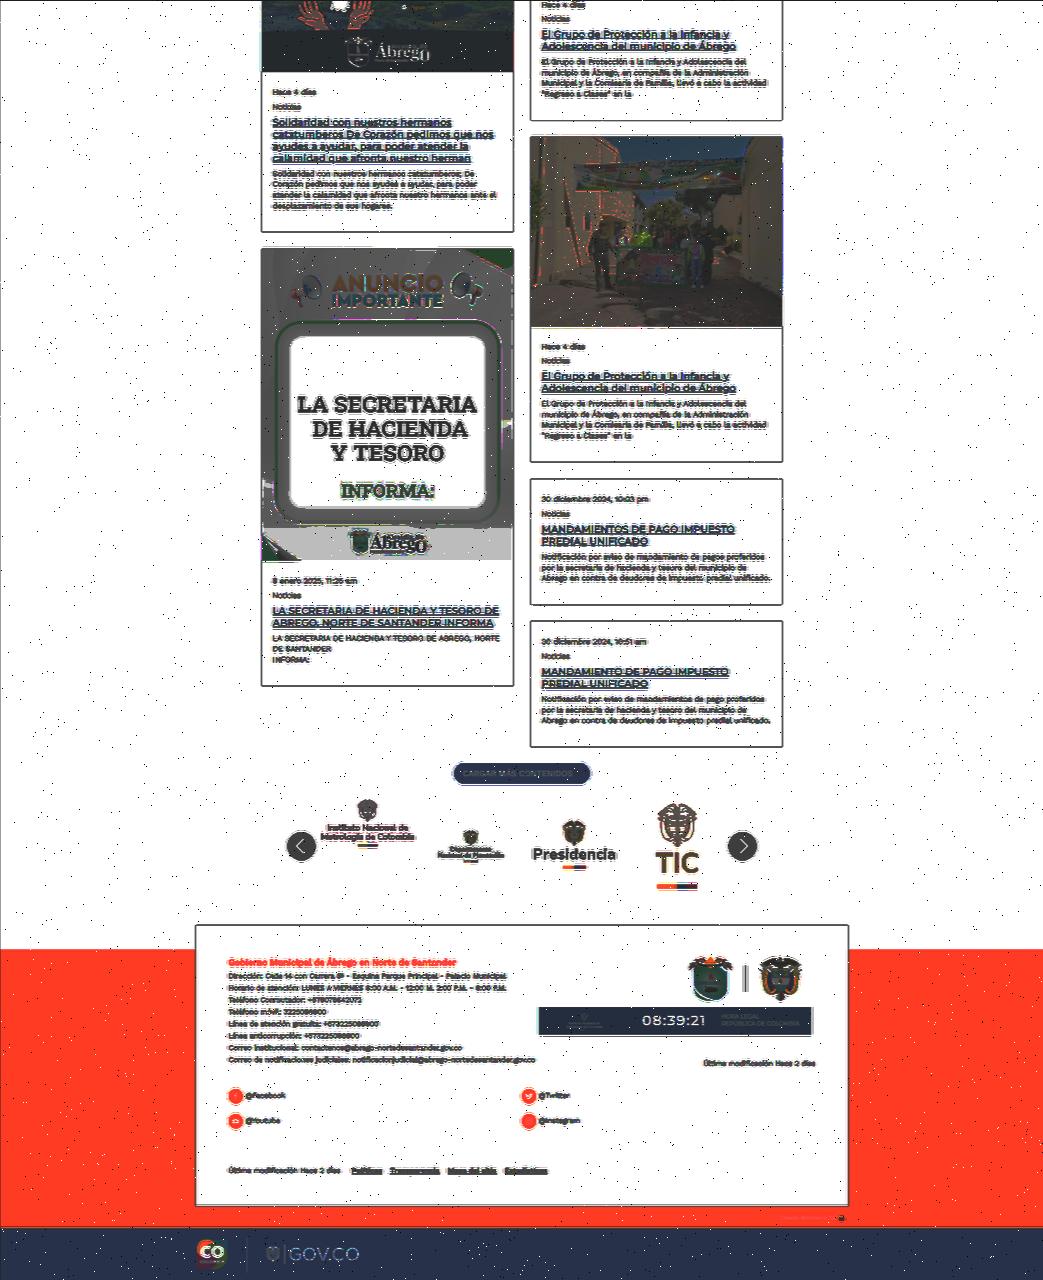 Ábrego
Hace 4 días
Noticias
Solidaridad con nuestros hermanos
catatumberos De Corazón pedimos que nos
ayudes a ayudar, para poder atender la
calamidad que afronta nuestro herman
Solidaridad con nuestros hermanos catatumberos; De
Corazón pedimos que nos ayudes a ayudar, para poder
atender la calamidad que afronta nuestro hermanos ante el
desplazamiento de sus hogares.
ANUNCIO
IMPORTANTE
LA SECRETARIA
DE HACIENDA
Y TESORO
INFORMA:
Ábrego
8 enero 2025, 11:26 am
Noticias
LA SECRETARIA DE HACIENDA Y TESORO DE
ABREGO, NORTE DE SANTANDER INFORMA
LA SECRETARIA DE HACIENDA Y TESORO DE ABREGO, NORTE
DE SANTANDER
INFORMA:
Hace 4 días
Noticias
El Grupo de Protección a la Infancia y
Adolescencia del municipio de Ábrego
El Grupo de Protección a la Infancia y Adolescencia del
municipio de Ábrego, en compañía de la Administración
Municipal y la Comisaría de Familia, llevó a cabo la actividad
"Regreso a Clases" en la
Hace 4 días
Noticias
El Grupo de Protección a la Infancia y
Adolescencia del municipio de Ábrego
El Grupo de Protección a la Infancia y Adolescencia del
municipio de Ábrego, en compañía de la Administración
Municipal y la Comisaría de Familia, llevó a cabo la actividad
"Regreso a Clases" en la
30 diciembre 2024, 10:03 pm
Noticias
MANDAMIENTOS DE PAGO IMPUESTO
PREDIAL UNIFICADO
Notificación por aviso de mandamiento de pagos proferidos
por la secretaria de hacienda y tesoro del municipio de
Abrego en contra de deudores de impuesto predial unificado.
30 diciembre 2024, 10:51 am
Noticias
MANDAMIENTO DE PAGO IMPUESTO
PREDIAL UNIFICADO
Notificación por aviso de mandamientos de pago proferidos
por la secretaria de hacienda y tesoro del municipio de
Abrego en contra de deudores de impuesto predial unificado.
CARGAR MÁS CONTENIDOS
Instituto Nacional de
Metrología de Colombia
Presidencia
TIC
Gobierno Municipal de Ábrego en Norte de Santander
Dirección: Calle 14 con Carrera 5ª - Esquina Parque Principal - Palacio Municipal
Horario de atención: LUNES A VIERNES 8:00 A.M. - 12:00 M. 2:00 P.M. - 6:00 P.M.
Teléfono Conmutador:
Teléfono móvil:
Línea de atención gratuita:
Línea anticorrupción:
Correo institucional: contactenos@abrego-nortedesantander.gov.co
Correo de notificaciones judiciales: notificacionjudicial@abrego-nortedesantander.gov.co
08:39:21
HORA LEGAL
REPÚBLICA DE COLOMBIA
Última modificación Hace 2 días
@Facebook
@Twitter
@Youtube
@Instagram
Última modificación Hace 2 días Políticas Transparencia Mapa del sitio Estadísticas
CO
GOV.CO